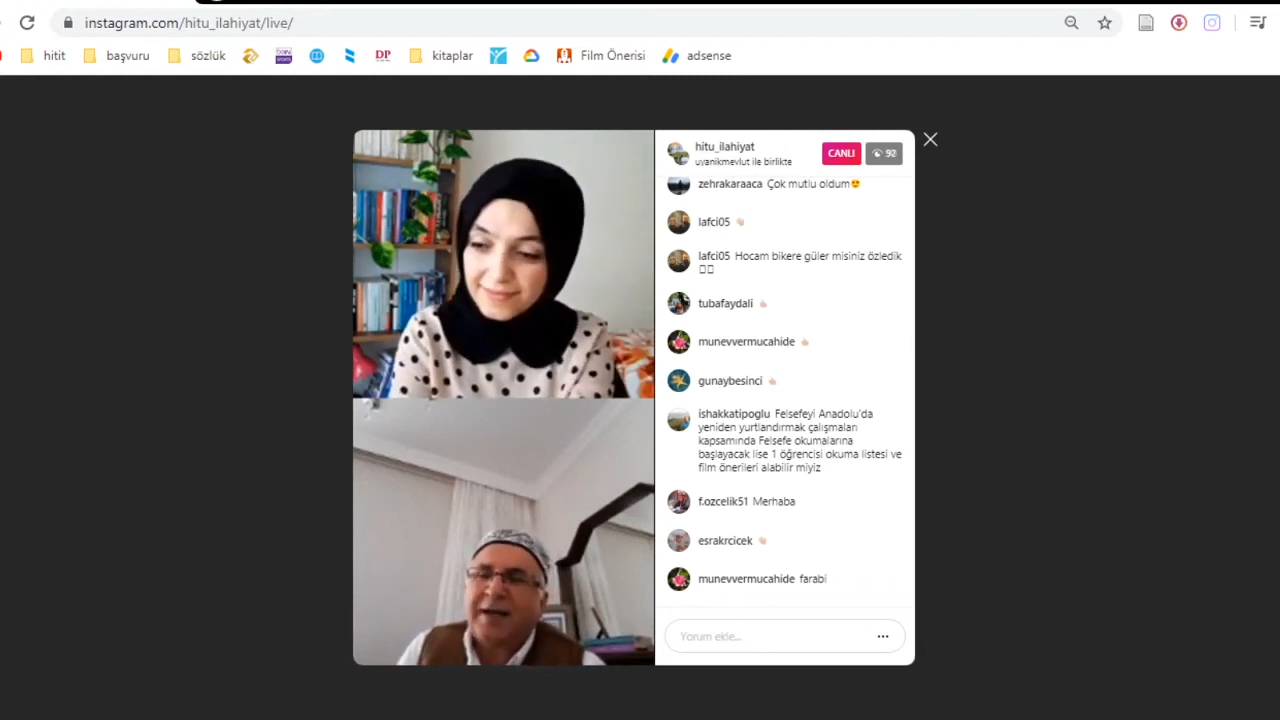 instagram.com/hitu_ilahiyat/live/
hitit başvuru sözlük DP kitaplar Film Önerisi adsense
hitu_ilahiyat
uyanikmevlut ile birlikte
CANLI 92
zehrakaraaca Çok mutlu oldum😍
lafci05 👏🏻
lafci05 Hocam bikere güler misiniz özledik
tubafaydali 👏🏻
munevvermucahide 👏🏻
gunaybesinci 👏🏻
ishakkatipoglu Felsefeyi Anadolu'da
yeniden yurtlandırmak çalışmaları
kapsamında Felsefe okumalarına
başlayacak lise 1 öğrencisi okuma listesi ve
film önerileri alabilir miyiz
f.ozcelik51 Merhaba
esrakrcicek 👏🏻
munevvermucahide farabi
Yorum ekle...